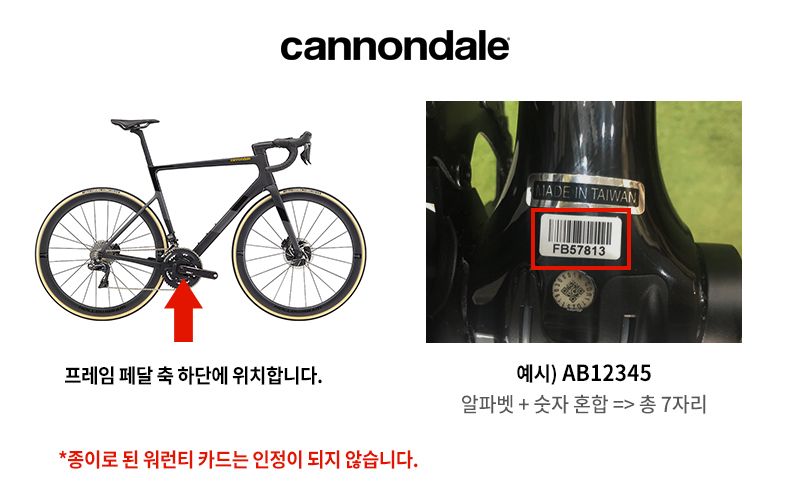 cannondale
cannondale
MADE IN TAIWAN
FB57813
프레임 페달 축 하단에 위치합니다.
예시) AB12345
알파벳 + 숫자 혼합 => 총 7자리
*종이로 된 워런티 카드는 인정이 되지 않습니다.